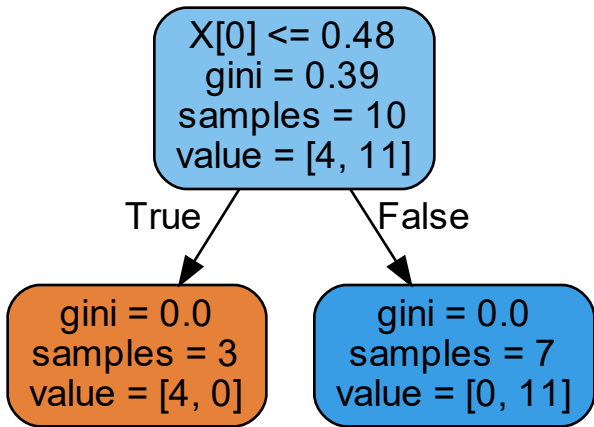 X[0] <= 0.48
gini = 0.39
samples = 10
value = [4, 11]
True
False
gini = 0.0
samples = 3
value = [4, 0]
gini = 0.0
samples = 7
value = [0, 11]